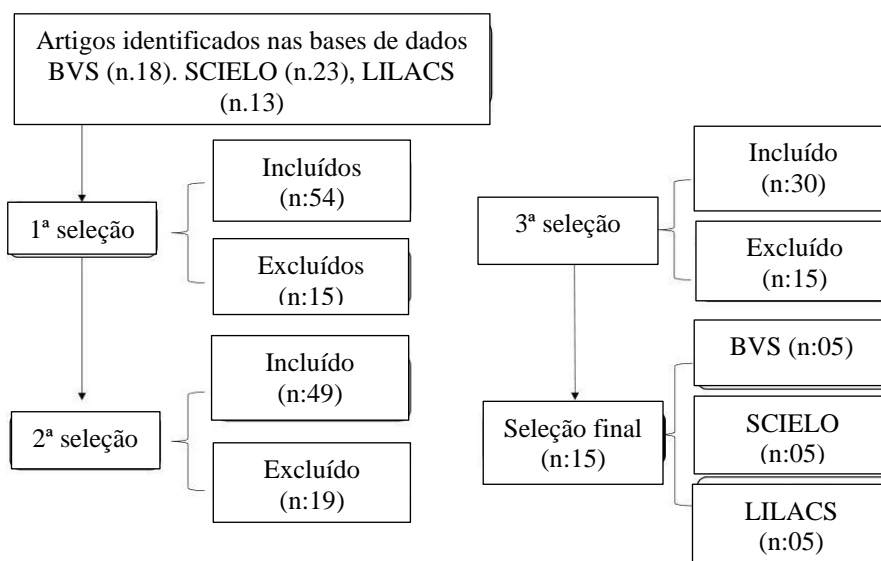 Artigos identificados nas bases de dados
BVS (n.18). SCIELO (n.23), LILACS
(n.13)
1ª seleção
Incluídos
(n:54)
Excluídos
(n:15)
2ª seleção
Incluído
(n:49)
Excluído
(n:19)
3ª seleção
Incluído
(n:30)
Excluído
(n:15)
Seleção final
(n:15)
BVS (n:05)
SCIELO
(n:05)
LILACS
(n:05)